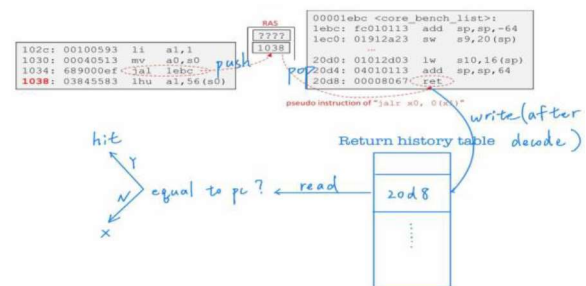 102c: 00100593 li a1,1
1030: 00040513 mv a0,s0
1034: 689000ef jal 1ebc
1038: 03845583 lhu a1,56(s0)
push
RAS
????
1038
pop
00001ebc <core_bench_list>:
1ebc: fc010113 add sp,sp,-64
1ec0: 01912a23 sw s9,20(sp)
...
20d0: 01012d03 lw s10,16(sp)
20d4: 04010113 add sp,sp,64
20d8: 00008067 ret
pseudo instruction of "jalr x0, 0(x1)"
write(after decode)
Return history table
20d8
read
equal to pc?
Y
hit
N
x